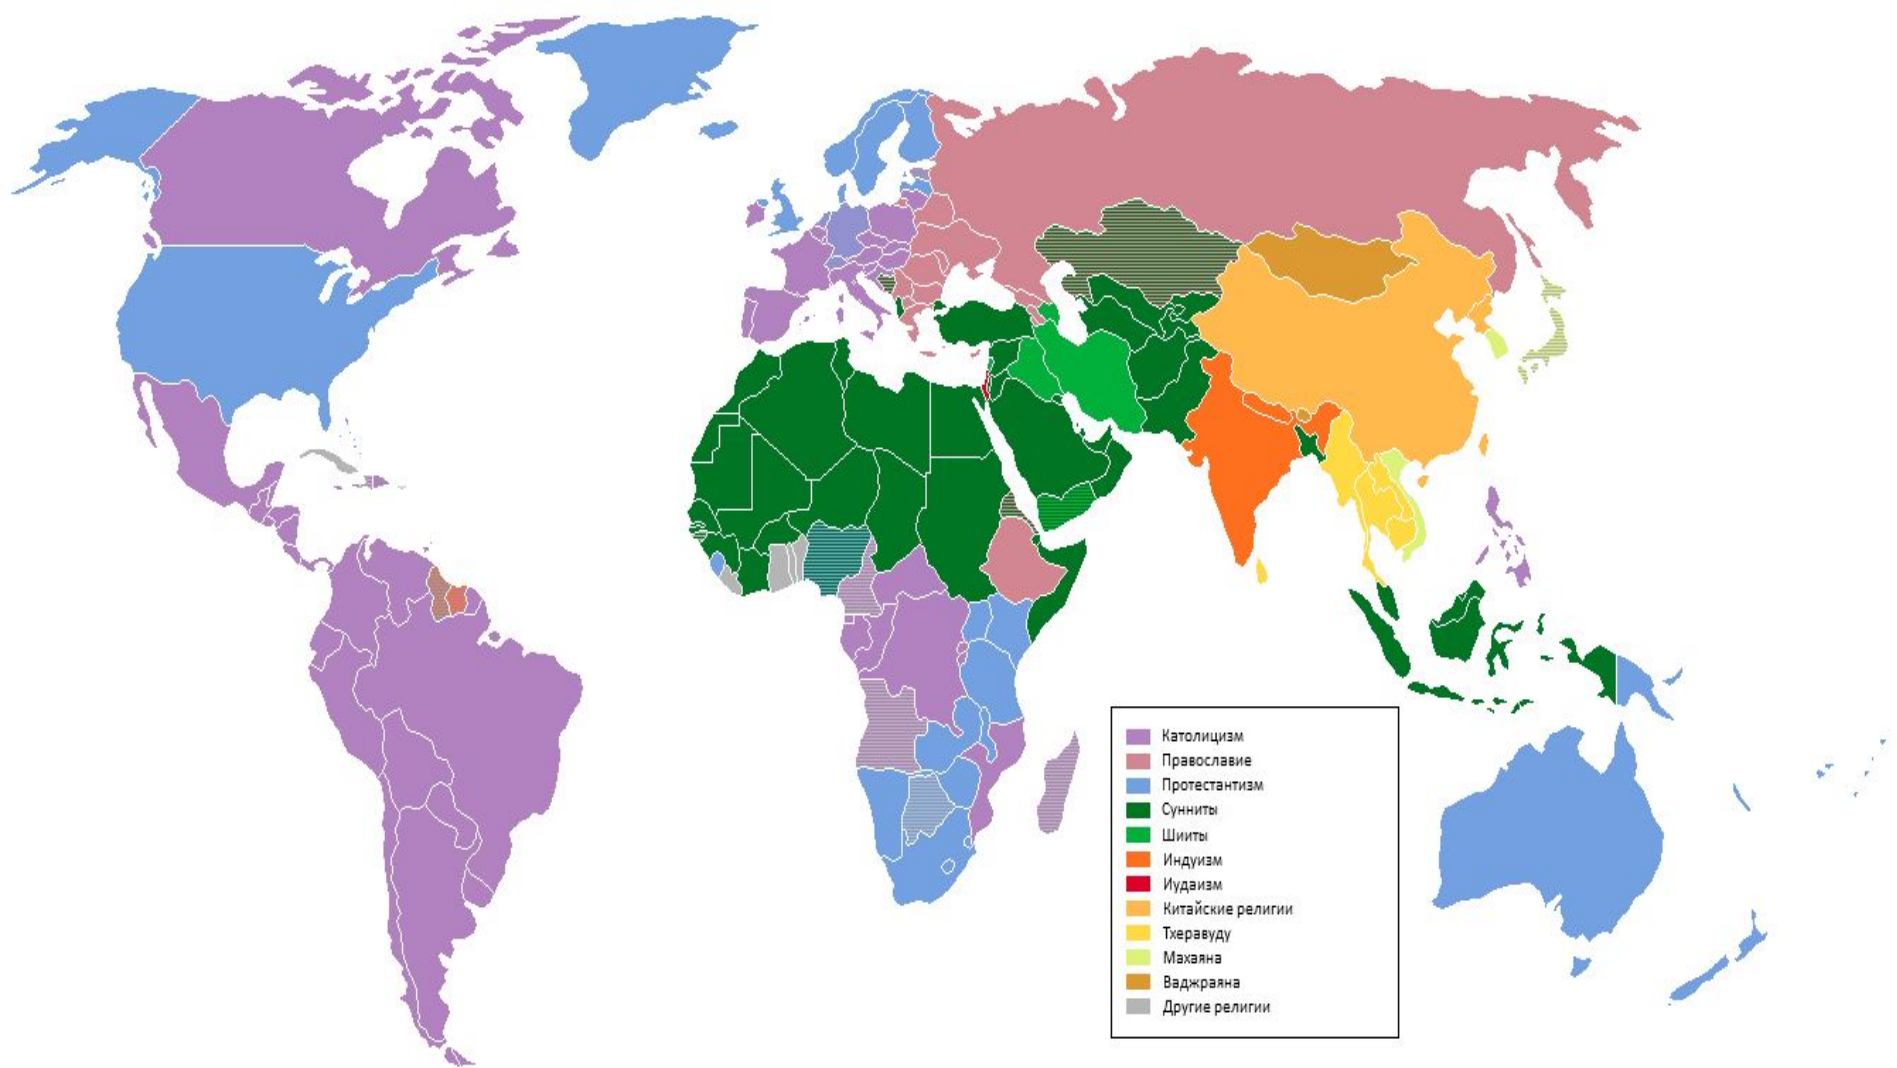 Католицизм
Православие
Протестантизм
Сунниты
Шииты
Индуизм
Иудаизм
Китайские религии
Тхеравуду
Махаяна
Ваджраяна
Другие религии